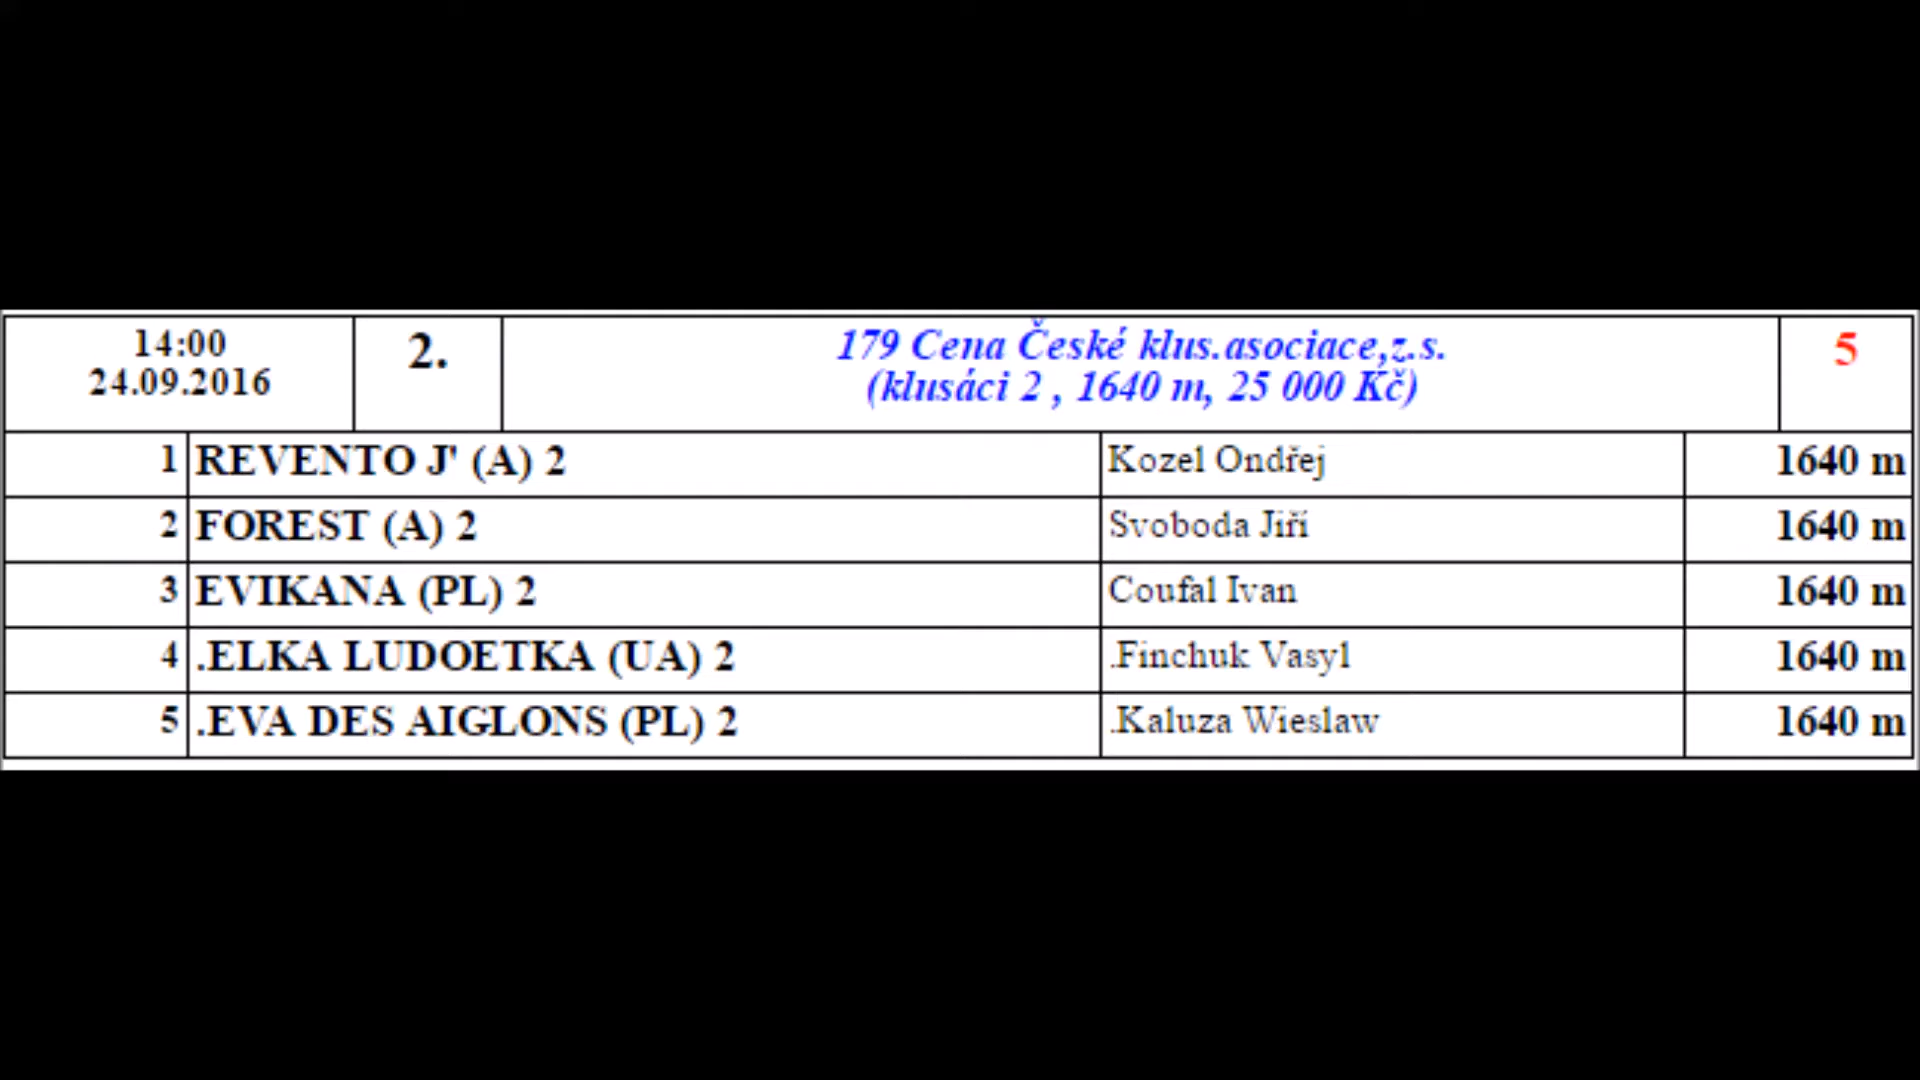 14:00
24.09.2016
2.
179 Cena České klus.asociace,z.s.
(klusáci 2 , 1640 m, 25 000 Kč)
5
1 REVENTO J' (A) 2 Kozel Ondřej 1640 m
2 FOREST (A) 2 Svoboda Jiří 1640 m
3 EVIKANA (PL) 2 Coufal Ivan 1640 m
4 .ELKA LUDOETKA (UA) 2 .Finchuk Vasyl 1640 m
5 .EVA DES AIGLONS (PL) 2 .Kaluza Wieslaw 1640 m